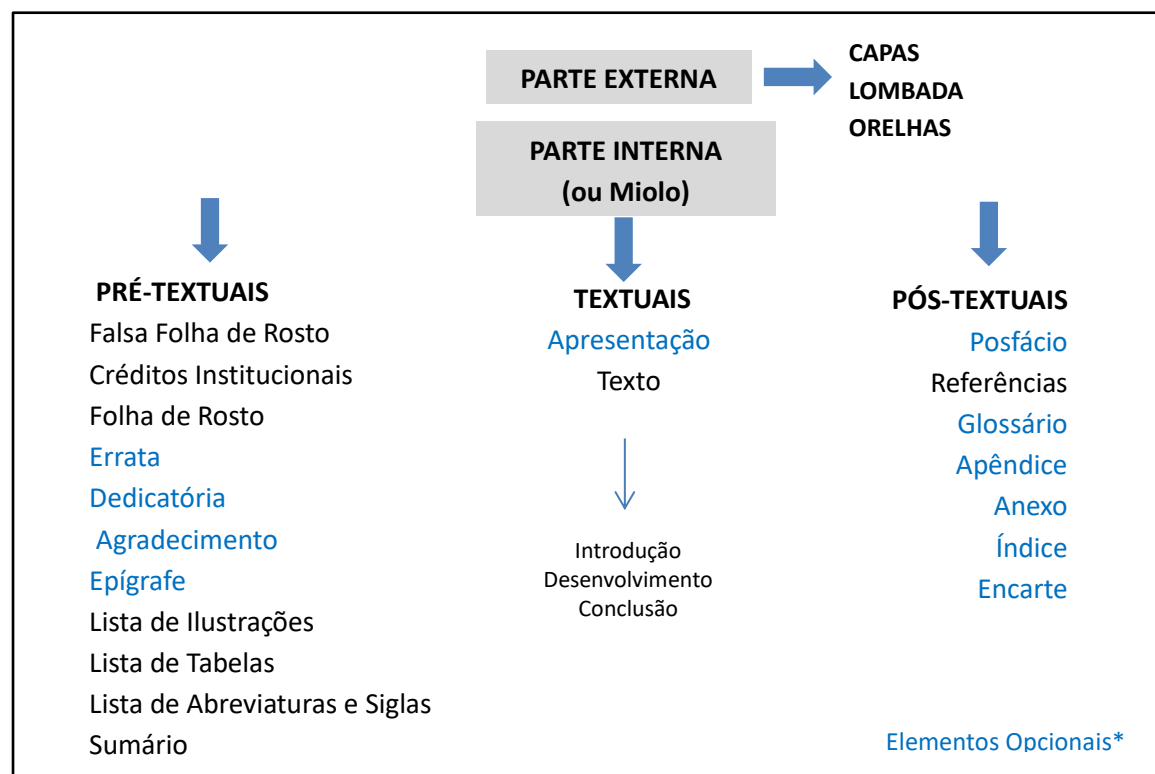 PARTE EXTERNA
CAPAS
LOMBADA
ORELHAS
PARTE INTERNA
(ou Miolo)
PRÉ-TEXTUAIS
Falsa Folha de Rosto
Créditos Institucionais
Folha de Rosto
Errata
Dedicatória
Agradecimento
Epígrafe
Lista de Ilustrações
Lista de Tabelas
Lista de Abreviaturas e Siglas
Sumário
TEXTUAIS
Apresentação
Texto
Introdução
Desenvolvimento
Conclusão
PÓS-TEXTUAIS
Posfácio
Referências
Glossário
Apêndice
Anexo
Índice
Encarte
Elementos Opcionais*